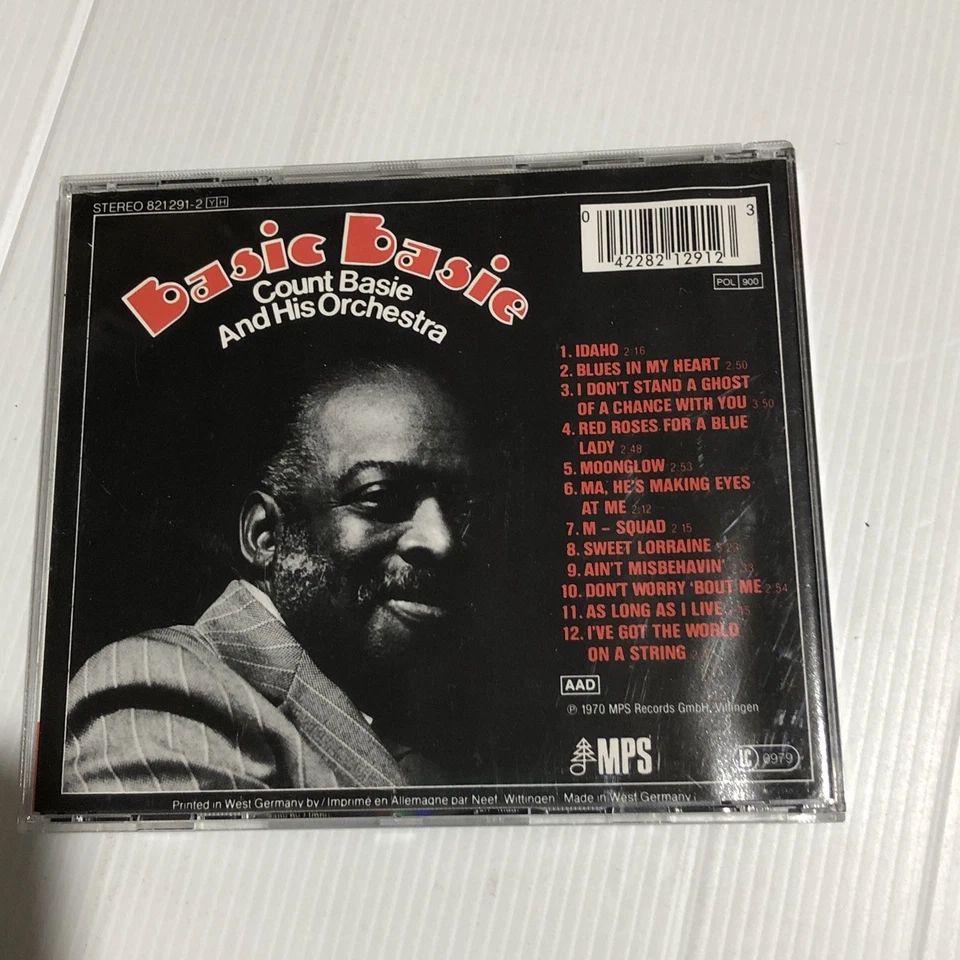 STEREO 821291-2 YH
Basic Basie
Count Basie
And His Orchestra
0 42282 12912 3
POL 900
1. IDAHO 2:16
2. BLUES IN MY HEART 2:50
3. I DON'T STAND A GHOST
OF A CHANCE WITH YOU 3:50
4. RED ROSES FOR A BLUE
LADY 2:48
5. MOONGLOW 2:53
6. MA, HE'S MAKING EYES
AT ME 2:12
7. M – SQUAD 2:15
8. SWEET LORRAINE
9. AIN'T MISBEHAVIN'
10. DON'T WORRY 'BOUT ME 2:54
11. AS LONG AS I LIVE
12. I'VE GOT THE WORLD
ON A STRING
AAD
℗ 1970 MPS Records GmbH, Villingen
MPS
LC 0979
Printed in West Germany by / Imprimé en Allemagne par Neef, Wittingen Made in West Germany